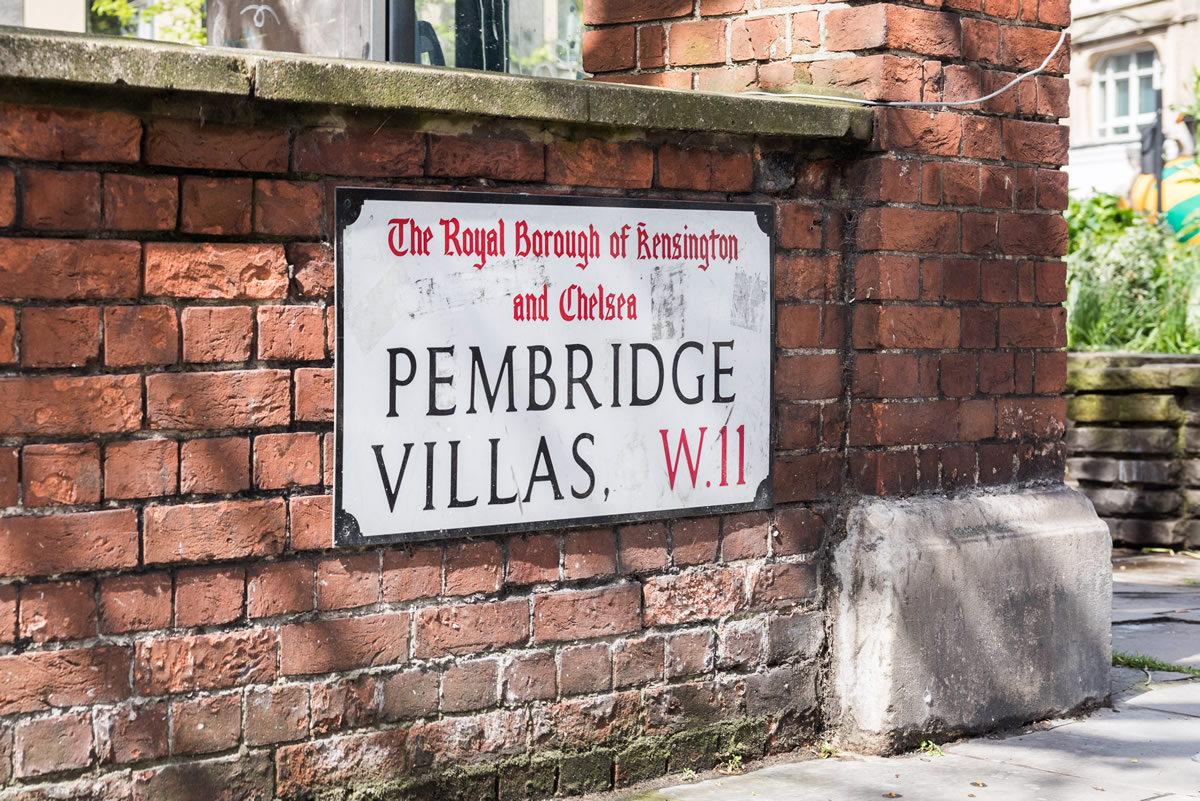 The Royal Borough of Kensington
and Chelsea
PEMBRIDGE
VILLAS, W.11